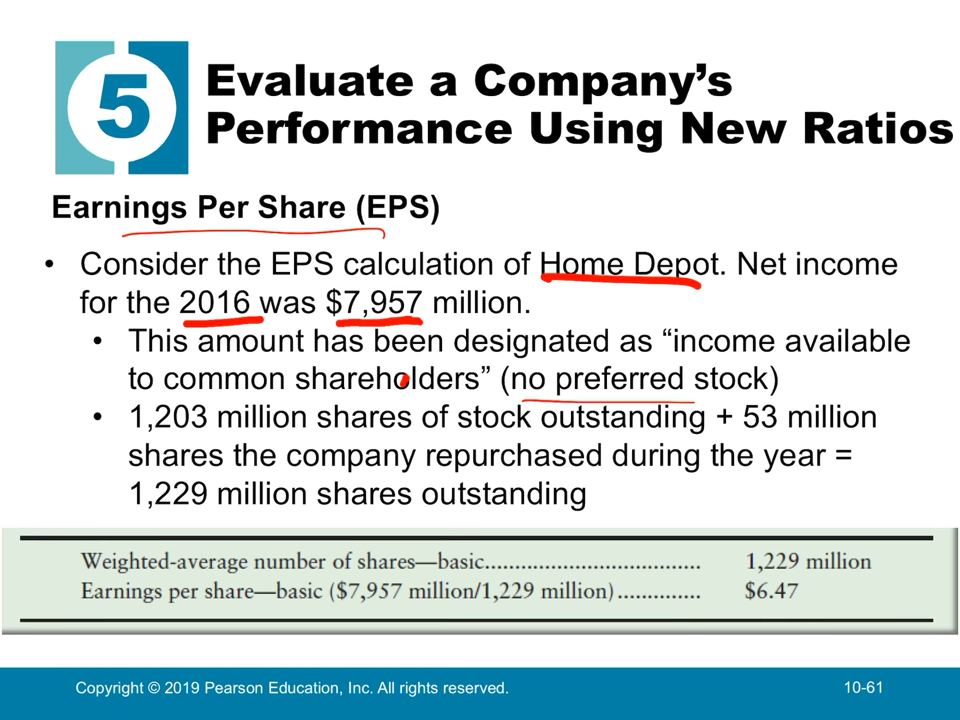 5
Evaluate a Company’s
Performance Using New Ratios
Earnings Per Share (EPS)
• Consider the EPS calculation of Home Depot. Net income
for the 2016 was $7,957 million.
• This amount has been designated as “income available
to common shareholders” (no preferred stock)
• 1,203 million shares of stock outstanding + 53 million
shares the company repurchased during the year =
1,229 million shares outstanding
Weighted-average number of shares—basic..................................... 1,229 million
Earnings per share—basic ($7,957 million/1,229 million).............. $6.47
Copyright © 2019 Pearson Education, Inc. All rights reserved. 10-61